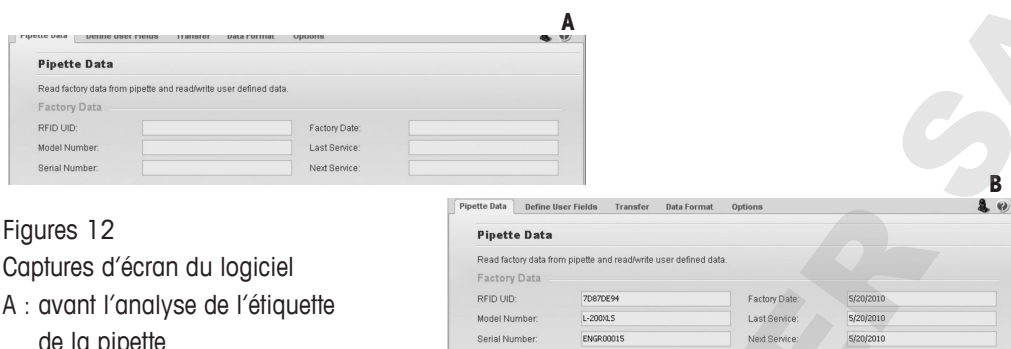 A
Pipette Data Define User Fields Transfer Data Format Options
Pipette Data
Read factory data from pipette and read/write user defined data.
Factory Data
RFID UID: Factory Date:
Model Number: Last Service:
Serial Number: Next Service:
Figures 12
Captures d'écran du logiciel
A : avant l'analyse de l'étiquette
de la pipette
B
Pipette Data Define User Fields Transfer Data Format Options
Pipette Data
Read factory data from pipette and read/write user defined data.
Factory Data
RFID UID: 7D87DE94 Factory Date: 5/20/2010
Model Number: L-200XLS Last Service: 5/20/2010
Serial Number: ENGR00015 Next Service: 5/20/2010